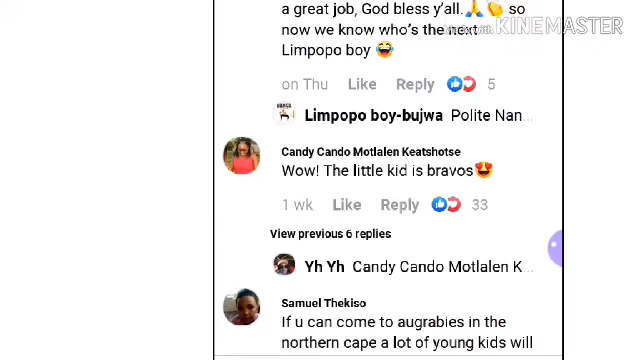 a great job, God bless y'all.🙏👏 so
now we know who's the next
Limpopo boy 😂
on Thu Like Reply 5
Limpopo boy-bujwa Polite Nan...
Candy Cando Motlalen Keatshotse
Wow! The little kid is bravos😍
1 wk Like Reply 33
View previous 6 replies
Yh Yh Candy Cando Motlalen K...
Samuel Thekiso
If u can come to augrabies in the
northern cape a lot of young kids will
KINEMASTER